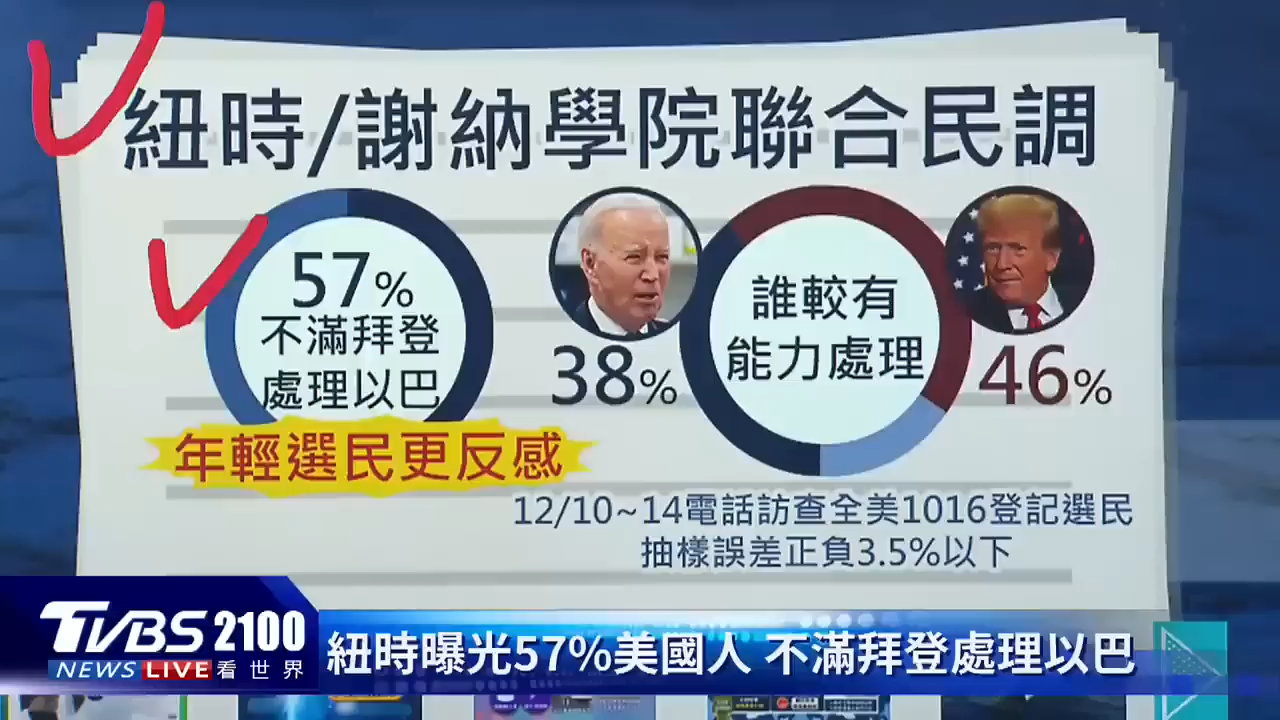 紐時/謝納學院聯合民調
57%
不滿拜登
處理以巴
年輕選民更反感
38%
誰較有
能力處理
46%
12/10~14電話訪查全美1016登記選民
抽樣誤差正負3.5%以下
TVBS 2100
NEWS LIVE 看世界
紐時曝光57%美國人 不滿拜登處理以巴